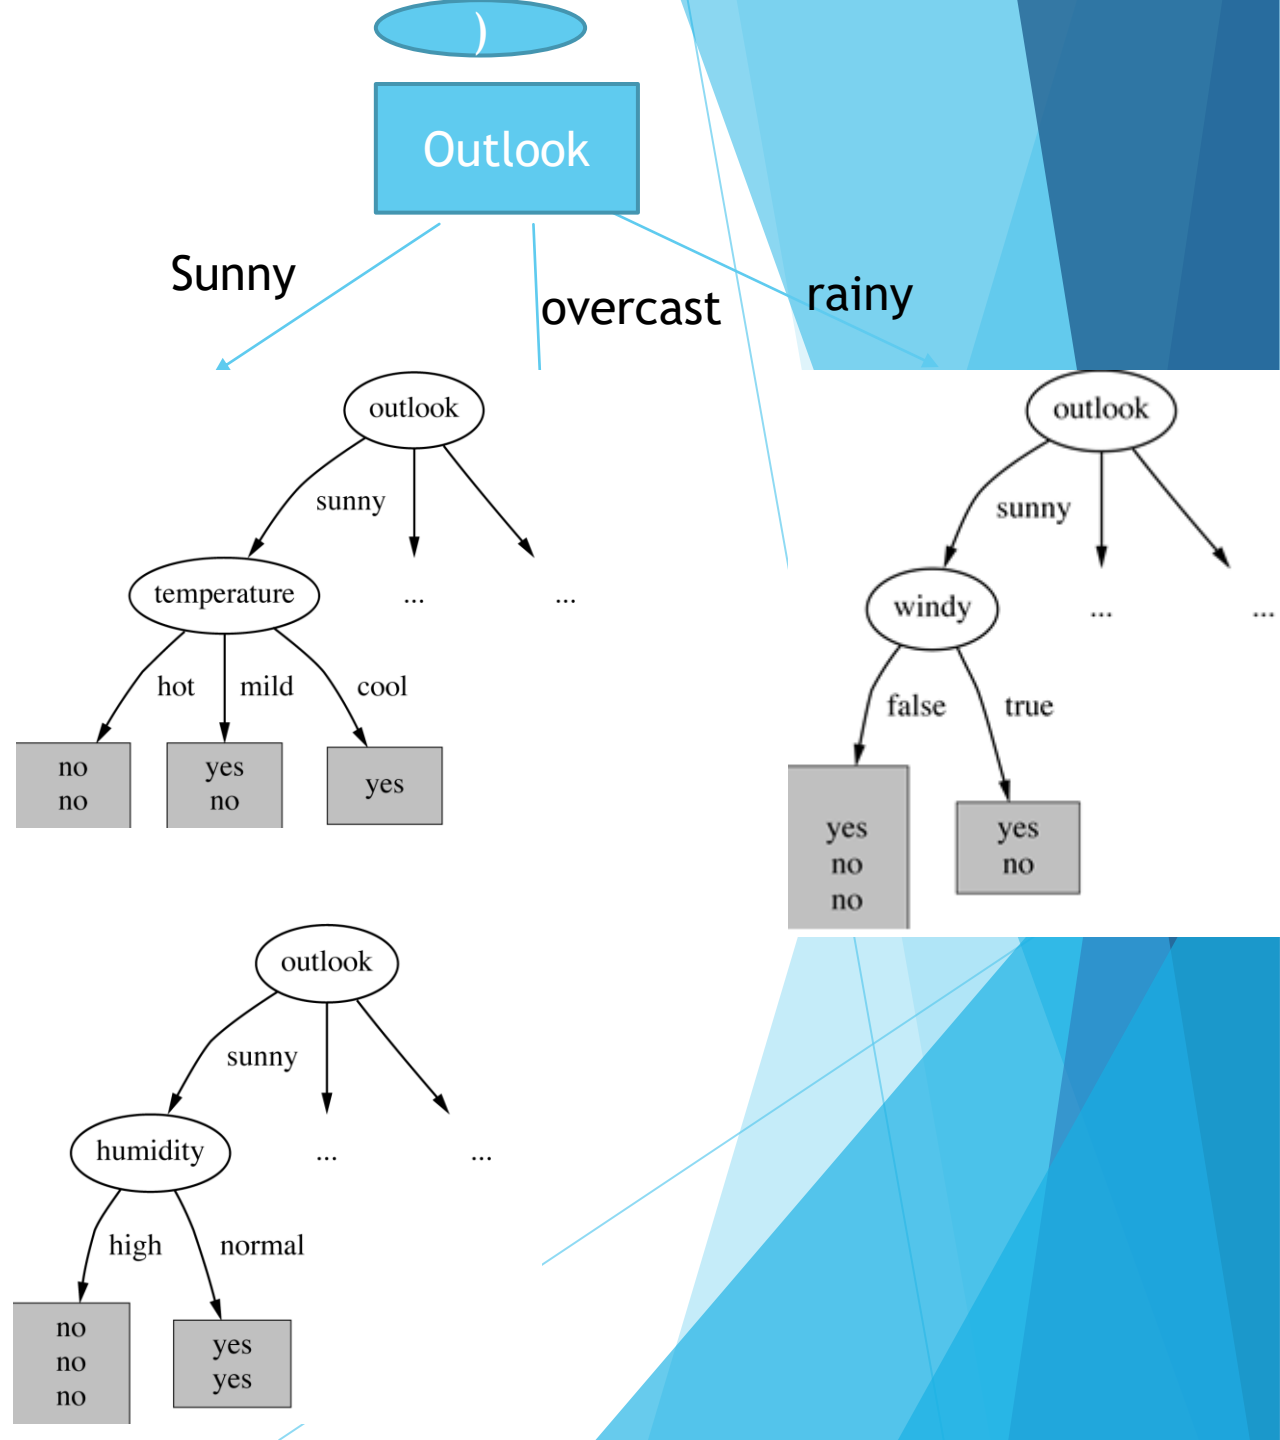 )
Outlook
Sunny
overcast
rainy
outlook
sunny
temperature
...
...
hot mild cool
no
no
yes
no
yes
outlook
sunny
windy
...
...
false true
yes
no
no
yes
no
outlook
sunny
humidity
...
...
high normal
no
no
no
yes
yes